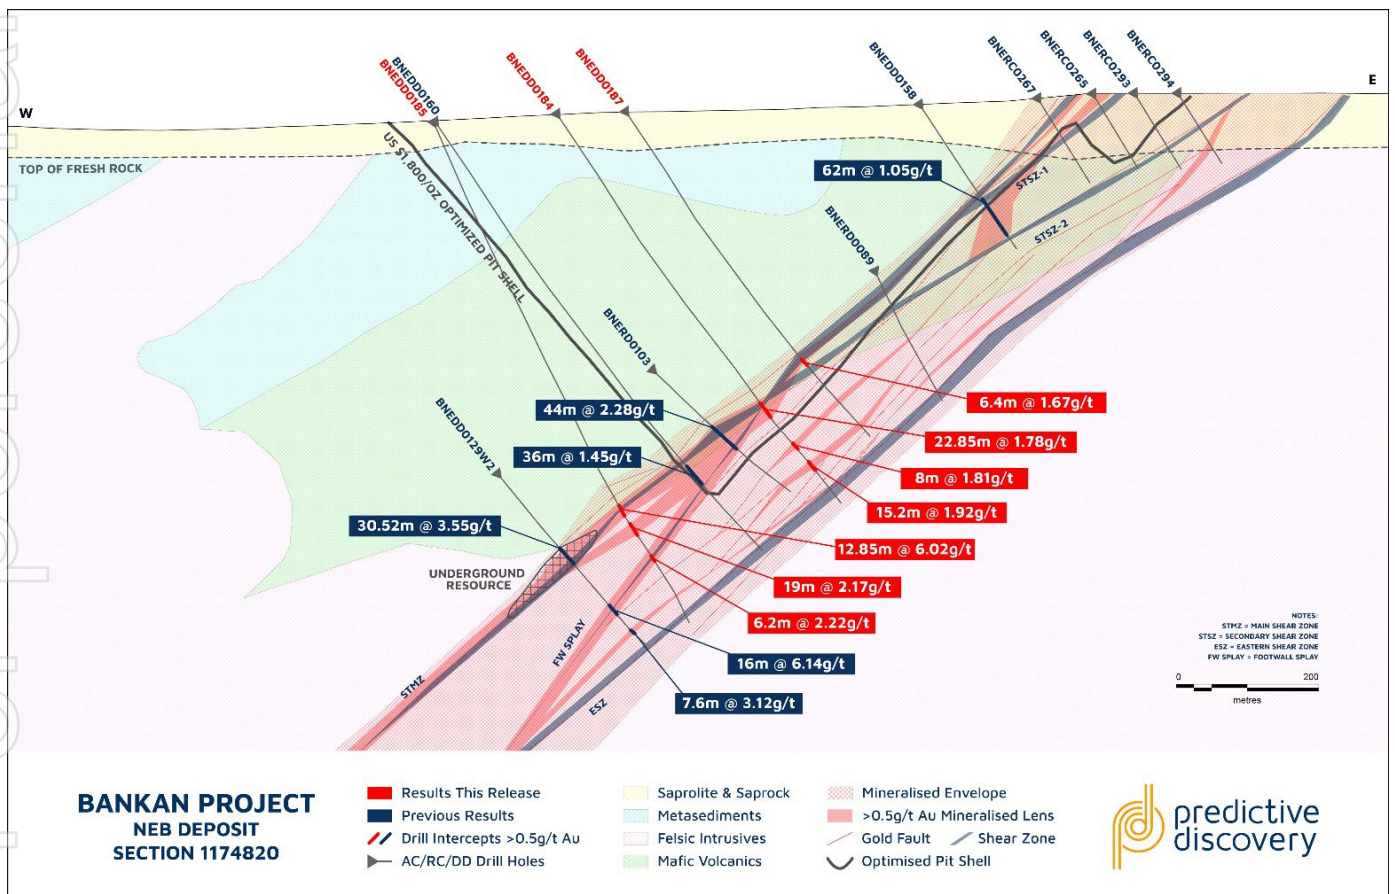 BNEDD0185
BNEDD0160
BNEDD0184
BNEDD0187
BNEDD0158
BNERC0267
BNERC0265
BNERC0293
BNERC0294
W
E
TOP OF FRESH ROCK
US $1,800/OZ OPTIMIZED PIT SHELL
62m @ 1.05g/t
STSZ-1
STSZ-2
BNERD0089
BNERD0103
BNEDD0129W2
44m @ 2.28g/t
36m @ 1.45g/t
30.52m @ 3.55g/t
UNDERGROUND
RESOURCE
6.4m @ 1.67g/t
22.85m @ 1.78g/t
8m @ 1.81g/t
15.2m @ 1.92g/t
12.85m @ 6.02g/t
19m @ 2.17g/t
6.2m @ 2.22g/t
16m @ 6.14g/t
7.6m @ 3.12g/t
STMZ
FW SPLAY
ESZ
NOTES:
STMZ = MAIN SHEAR ZONE
STSZ = SECONDARY SHEAR ZONE
ESZ = EASTERN SHEAR ZONE
FW SPLAY = FOOTWALL SPLAY
0 200
metres
BANKAN PROJECT
NEB DEPOSIT
SECTION 1174820
Results This Release
Previous Results
Drill Intercepts >0.5g/t Au
AC/RC/DD Drill Holes
Saprolite & Saprock
Metasediments
Felsic Intrusives
Mafic Volcanics
Mineralised Envelope
>0.5g/t Au Mineralised Lens
Gold Fault Shear Zone
Optimised Pit Shell
predictive
discovery